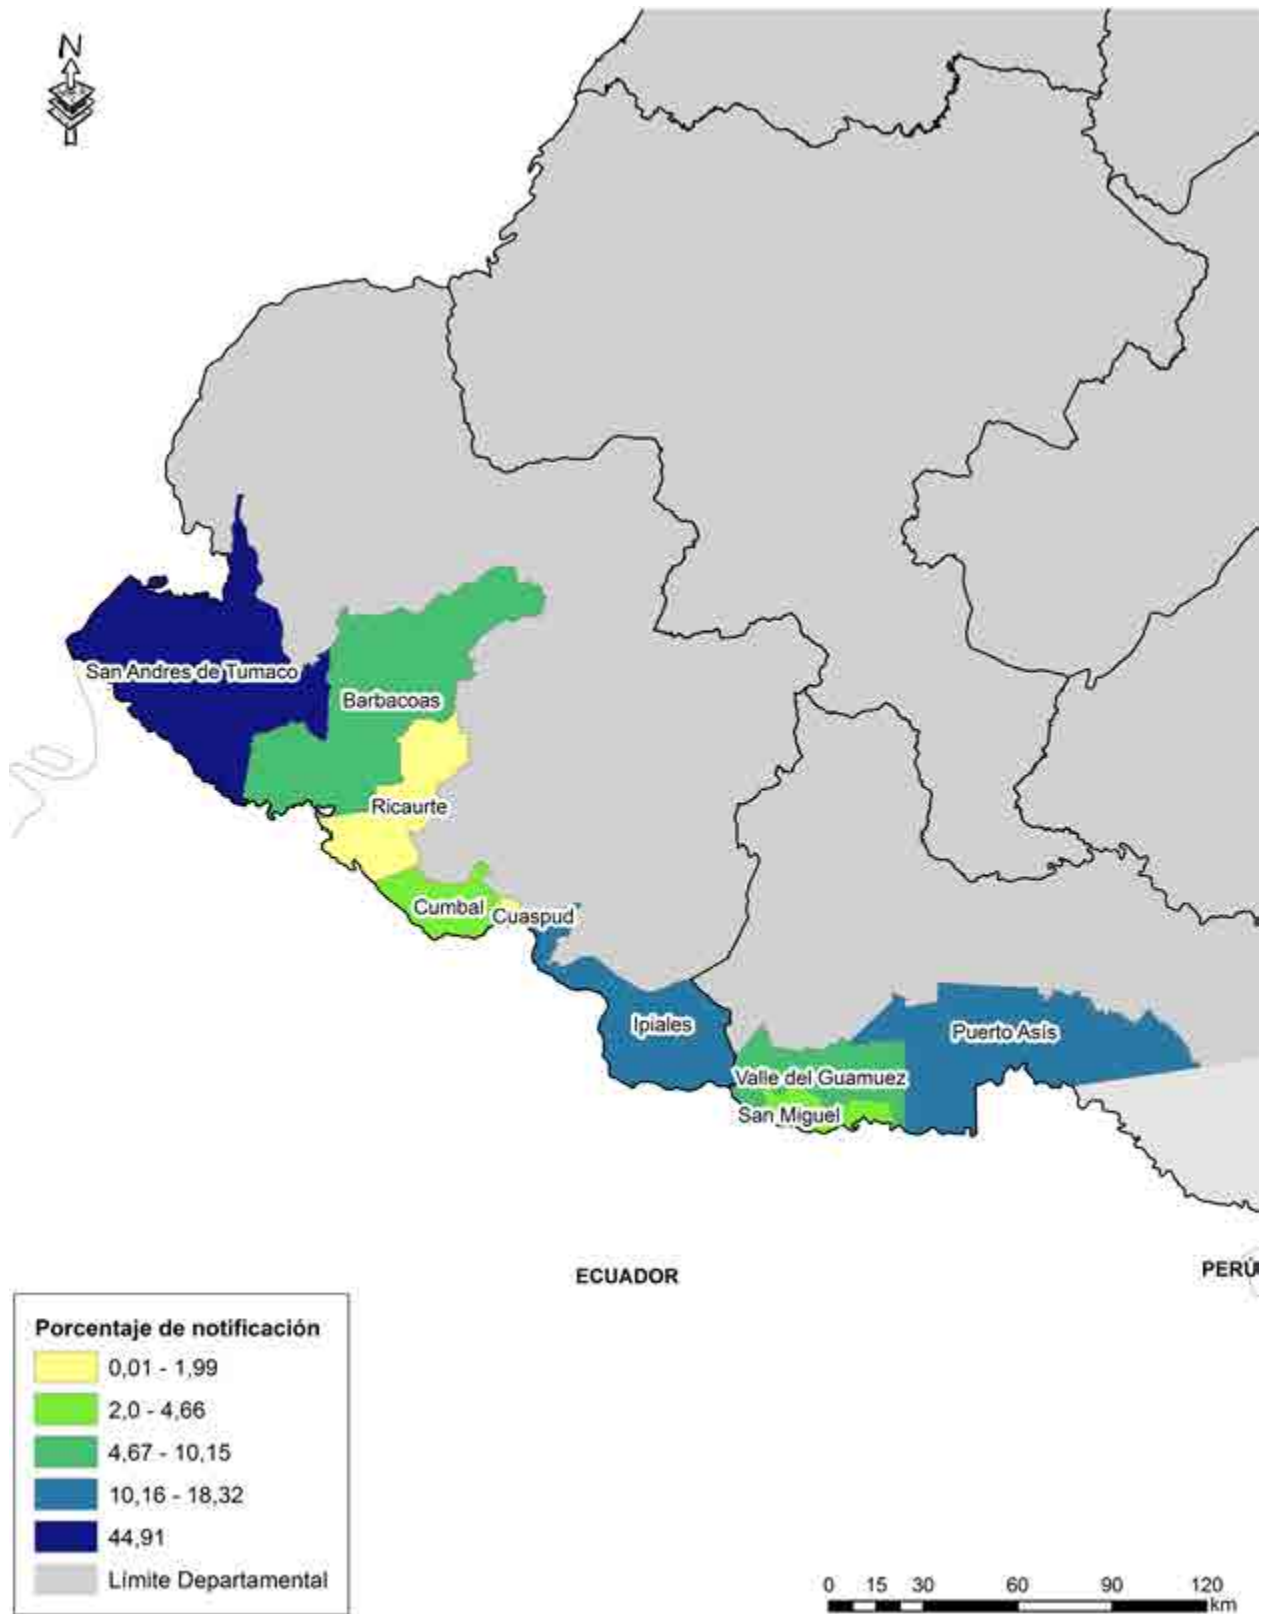 N
San Andres de Tumaco
Barbacoas
Ricaurte
Cumbal
Cuaspud
Ipiales
Puerto Asís
Valle del Guamuez
San Miguel
ECUADOR
PERÚ
Porcentaje de notificación
0,01 - 1,99
2,0 - 4,66
4,67 - 10,15
10,16 - 18,32
44,91
Límite Departamental
0 15 30 60 90 120
km